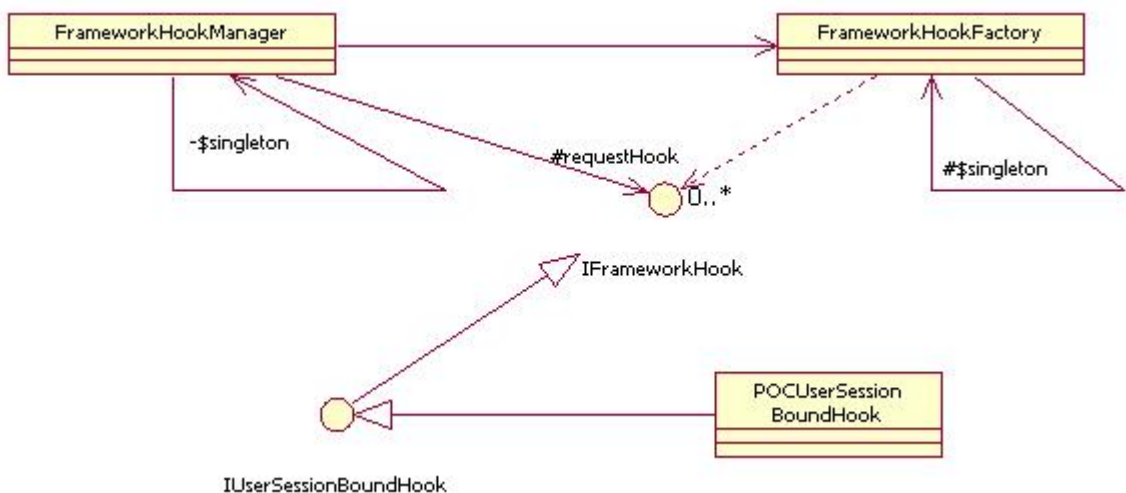 FrameworkHookManager
FrameworkHookFactory
-$singleton
#requestHook
#$singleton
0..*
IFrameworkHook
POCUserSession
BoundHook
IUserSessionBoundHook